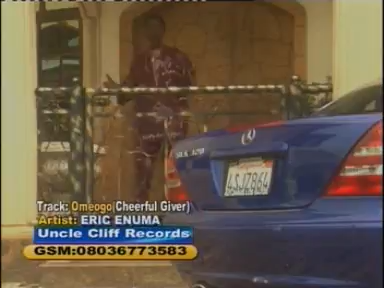 Track: Omeogo(Cheerful Giver)
Artist: ERIC ENUMA
Uncle Cliff Records
GSM:08036773583